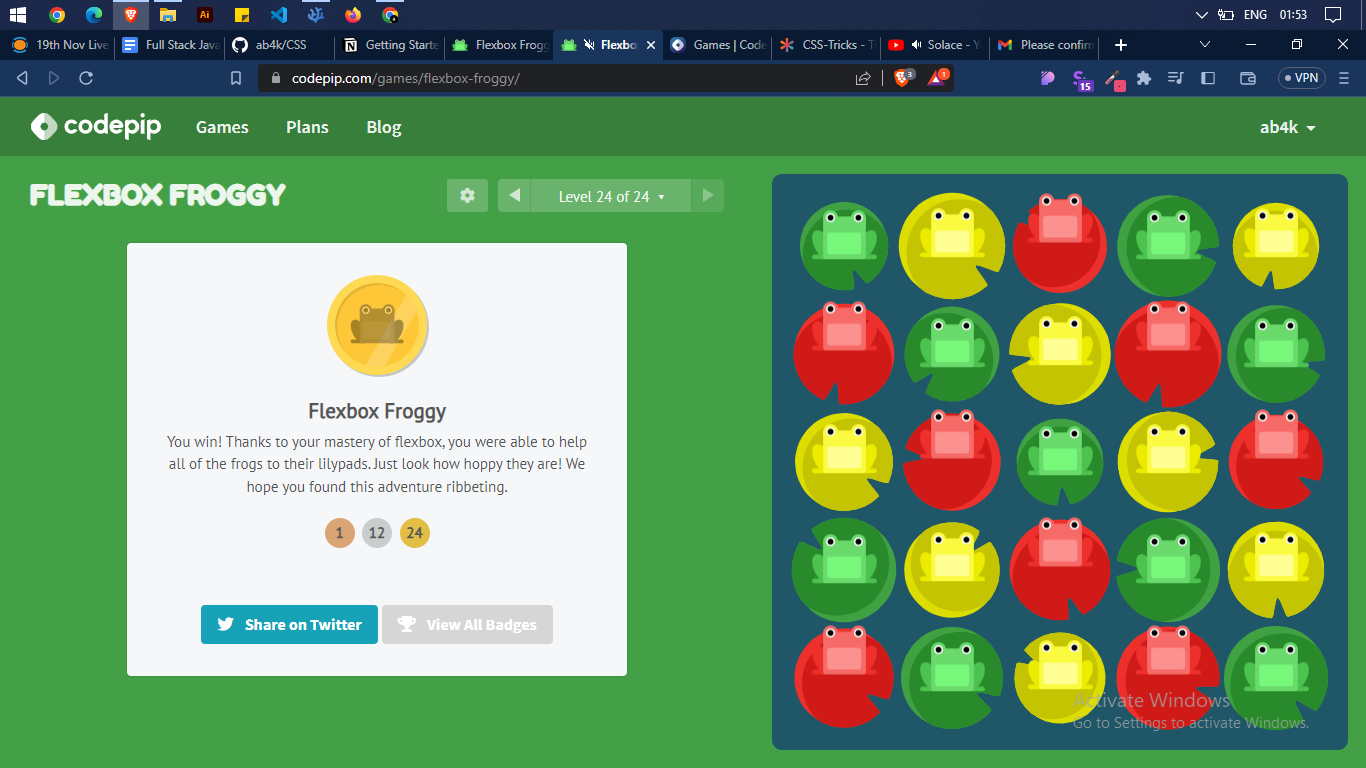 Ai
ENG 01:53
19th Nov Live
Full Stack Java
ab4k/CSS
Getting Starte
Flexbox Frogg
Flexbo
Games | Code
CSS-Tricks - T
Solace - Y
Please confirm
codepip.com/games/flexbox-froggy/
3
1
15
VPN
codepip
Games
Plans
Blog
ab4k
FLEXBOX FROGGY
Level 24 of 24
Flexbox Froggy
You win! Thanks to your mastery of flexbox, you were able to help
all of the frogs to their lilypads. Just look how hoppy they are! We
hope you found this adventure ribbeting.
1 12 24
Share on Twitter
View All Badges
Activate Windows
Go to Settings to activate Windows.